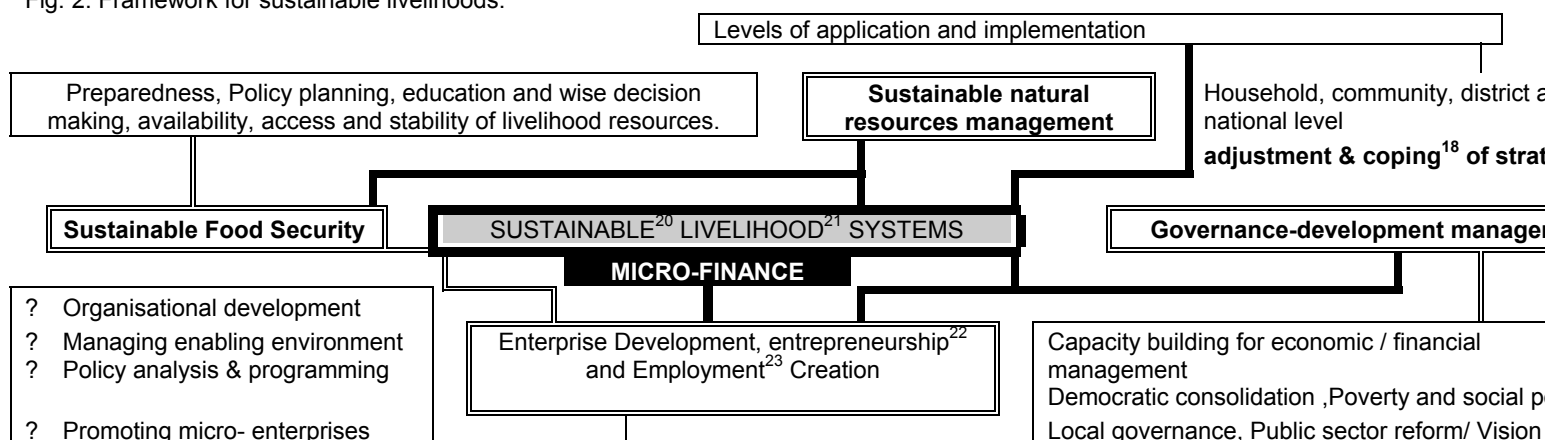 Fig. 2. Framework for sustainable livelihoods.
Levels of application and implementation
Preparedness, Policy planning, education and wise decision
making, availability, access and stability of livelihood resources.
Sustainable natural
resources management
Household, community, district a
national level
adjustment & coping18 of strat
Sustainable Food Security
SUSTAINABLE20 LIVELIHOOD21 SYSTEMS
Governance-development manage
MICRO-FINANCE
? Organisational development
? Managing enabling environment
? Policy analysis & programming
? Promoting micro- enterprises
Enterprise Development, entrepreneurship22
and Employment23 Creation
Capacity building for economic / financial
management
Democratic consolidation ,Poverty and social p
Local governance, Public sector reform/ Vision